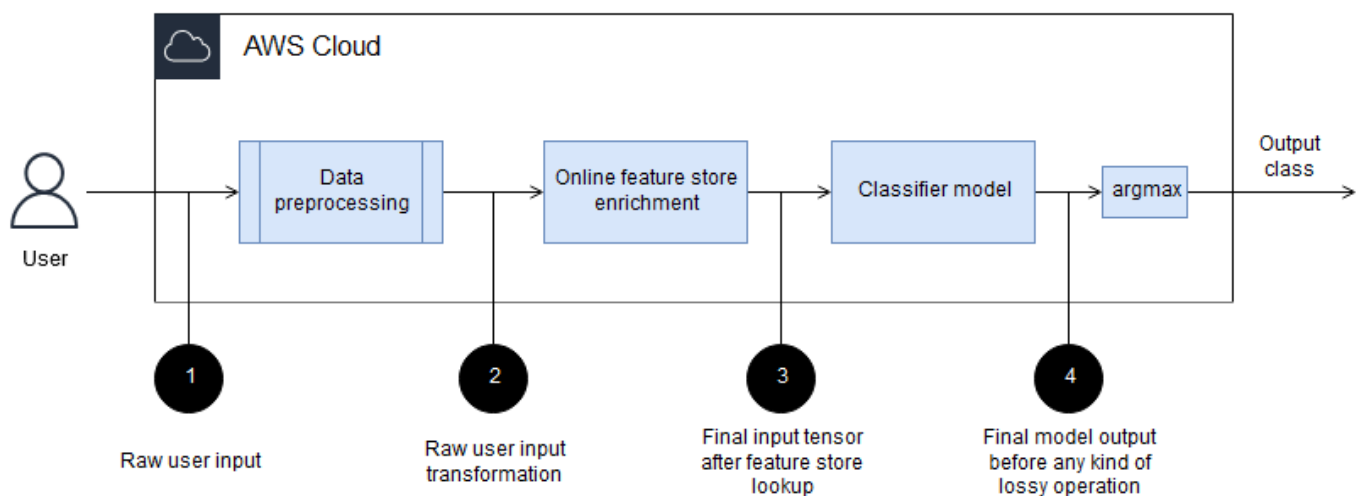 AWS Cloud
User
Data
preprocessing
Online feature store
enrichment
Classifier model
argmax
Output
class
1
2
3
4
Raw user input
Raw user input
transformation
Final input tensor
after feature store
lookup
Final model output
before any kind of
lossy operation